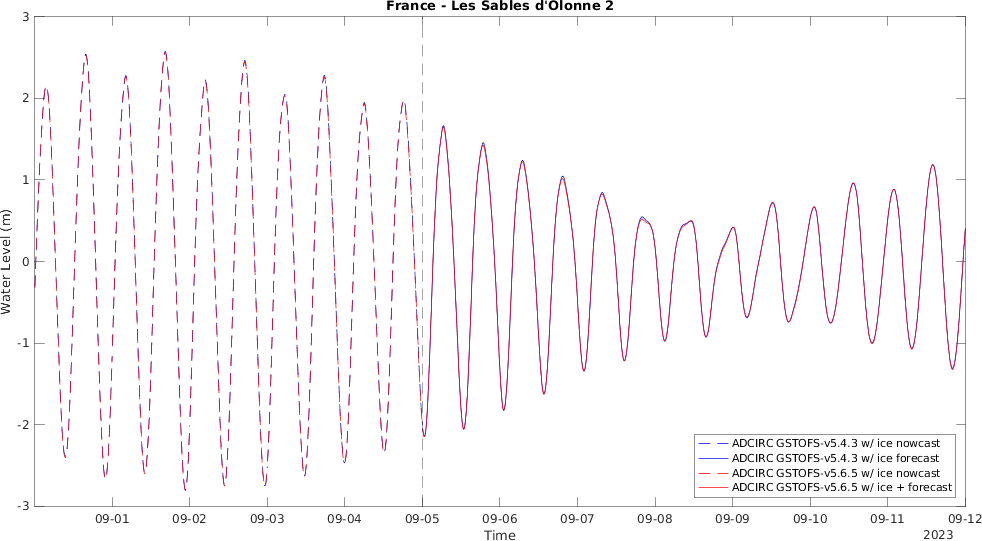 France - Les Sables d'Olonne 2
3
2
1
0
-1
-2
-3
Water Level (m)
ADCIRC GSTOFS-v5.4.3 w/ ice nowcast
ADCIRC GSTOFS-v5.4.3 w/ ice forecast
ADCIRC GSTOFS-v5.6.5 w/ ice nowcast
ADCIRC GSTOFS-v5.6.5 w/ ice + forecast
09-01 09-02 09-03 09-04 09-05 09-06 09-07 09-08 09-09 09-10 09-11 09-12
Time
2023